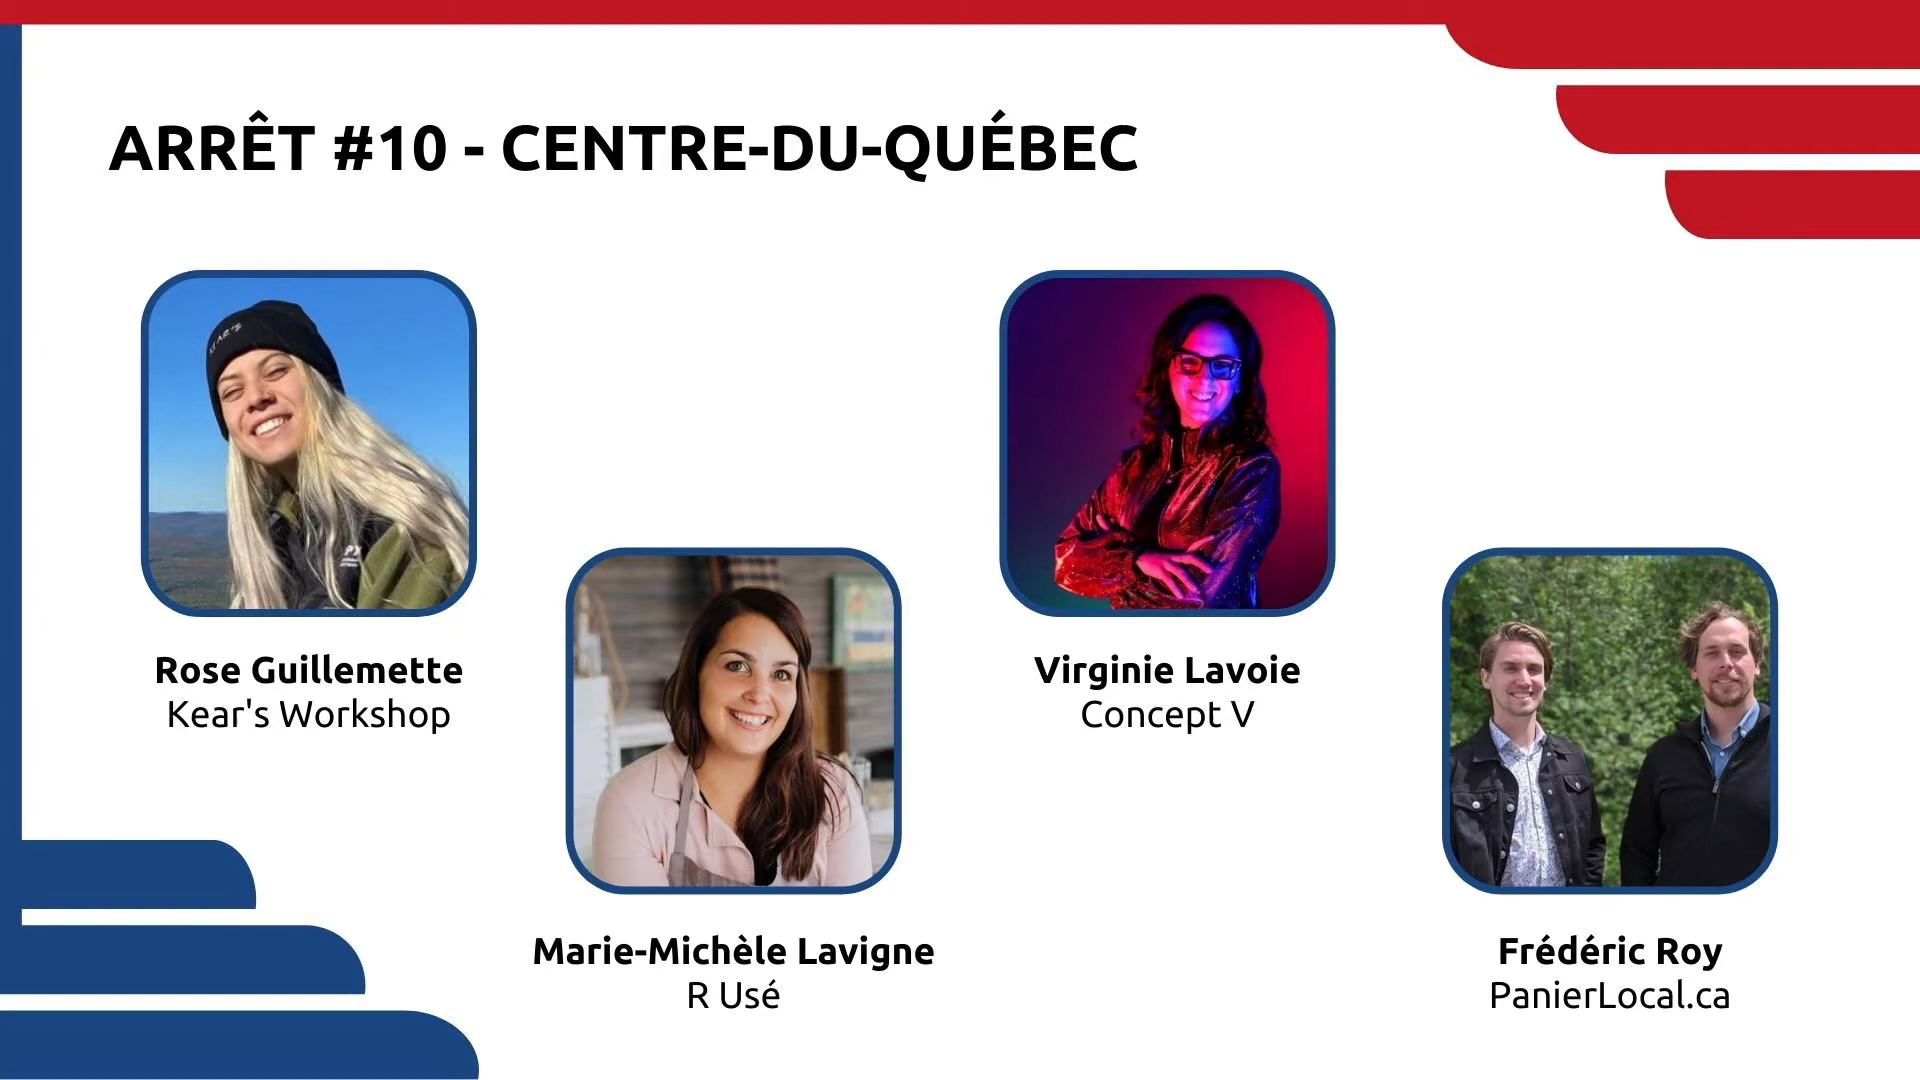 ARRÊT #10 - CENTRE-DU-QUÉBEC
Rose Guillemette
Kear's Workshop
Marie-Michèle Lavigne
R Usé
Virginie Lavoie
Concept V
Frédéric Roy
PanierLocal.ca